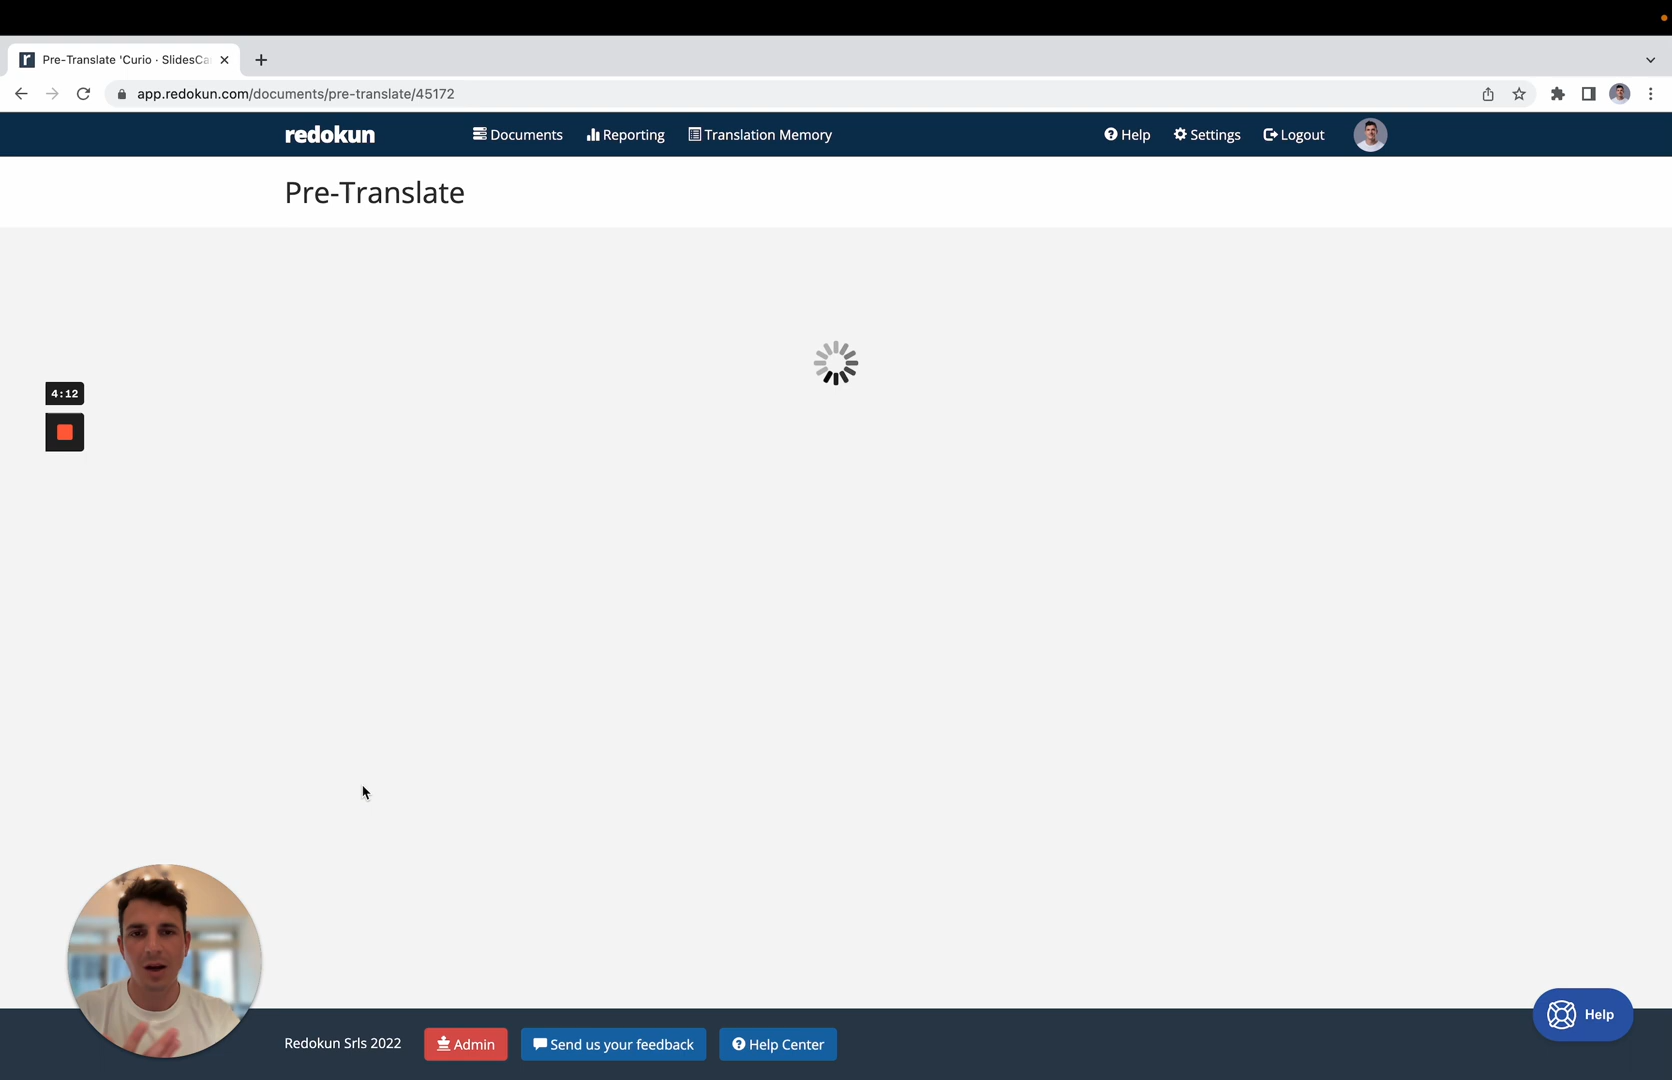 Pre-Translate 'Curio · SlidesCa
app.redokun.com/documents/pre-translate/45172
redokun Documents Reporting Translation Memory Help Settings Logout
Pre-Translate
4:12
Help
Redokun Srls 2022 Admin Send us your feedback Help Center